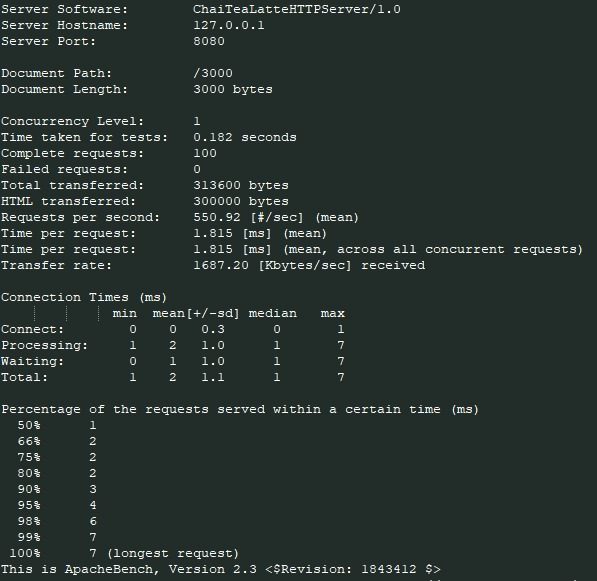 Server Software:        ChaiTeaLatteHTTPServer/1.0
Server Hostname:        127.0.0.1
Server Port:            8080

Document Path:          /3000
Document Length:        3000 bytes

Concurrency Level:      1
Time taken for tests:   0.182 seconds
Complete requests:      100
Failed requests:        0
Total transferred:      313600 bytes
HTML transferred:       300000 bytes
Requests per second:    550.92 [#/sec] (mean)
Time per request:       1.815 [ms] (mean)
Time per request:       1.815 [ms] (mean, across all concurrent requests)
Transfer rate:          1687.20 [Kbytes/sec] received

Connection Times (ms)
              min  mean[+/-sd] median   max
Connect:        0    0   0.3      0       1
Processing:     1    2   1.0      1       7
Waiting:        0    1   1.0      1       7
Total:          1    2   1.1      1       7

Percentage of the requests served within a certain time (ms)
  50%      1
  66%      2
  75%      2
  80%      2
  90%      3
  95%      4
  98%      6
  99%      7
 100%      7 (longest request)
This is ApacheBench, Version 2.3 <$Revision: 1843412 $>